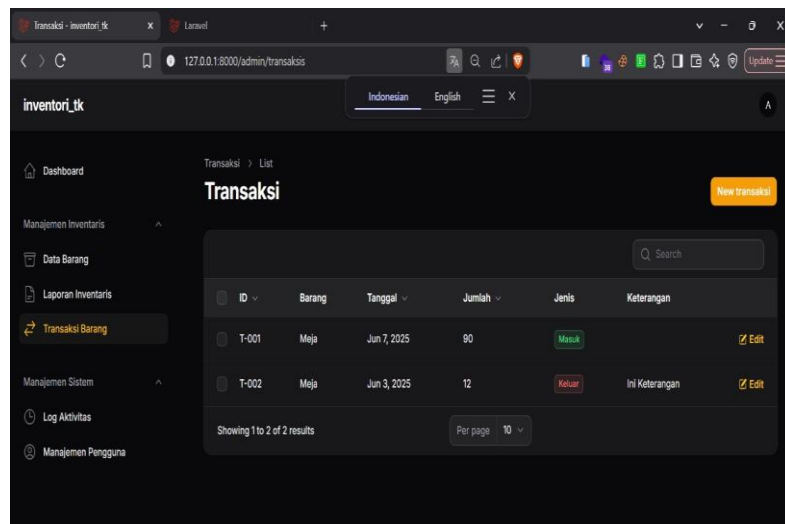 Transaksi - inventori_tk X Laravel +
127.0.0.1:8000/admin/transaksis Update
Indonesian English X
inventori_tk A
Dashboard
Manajemen Inventaris
Data Barang
Laporan Inventaris
Transaksi Barang
Manajemen Sistem
Log Aktivitas
Manajemen Pengguna
Transaksi > List
Transaksi
New transaksi
Search
ID Barang Tanggal Jumlah Jenis Keterangan
T-001 Meja Jun 7, 2025 90 Masuk Edit
T-002 Meja Jun 3, 2025 12 Keluar Ini Keterangan Edit
Showing 1 to 2 of 2 results Per page 10